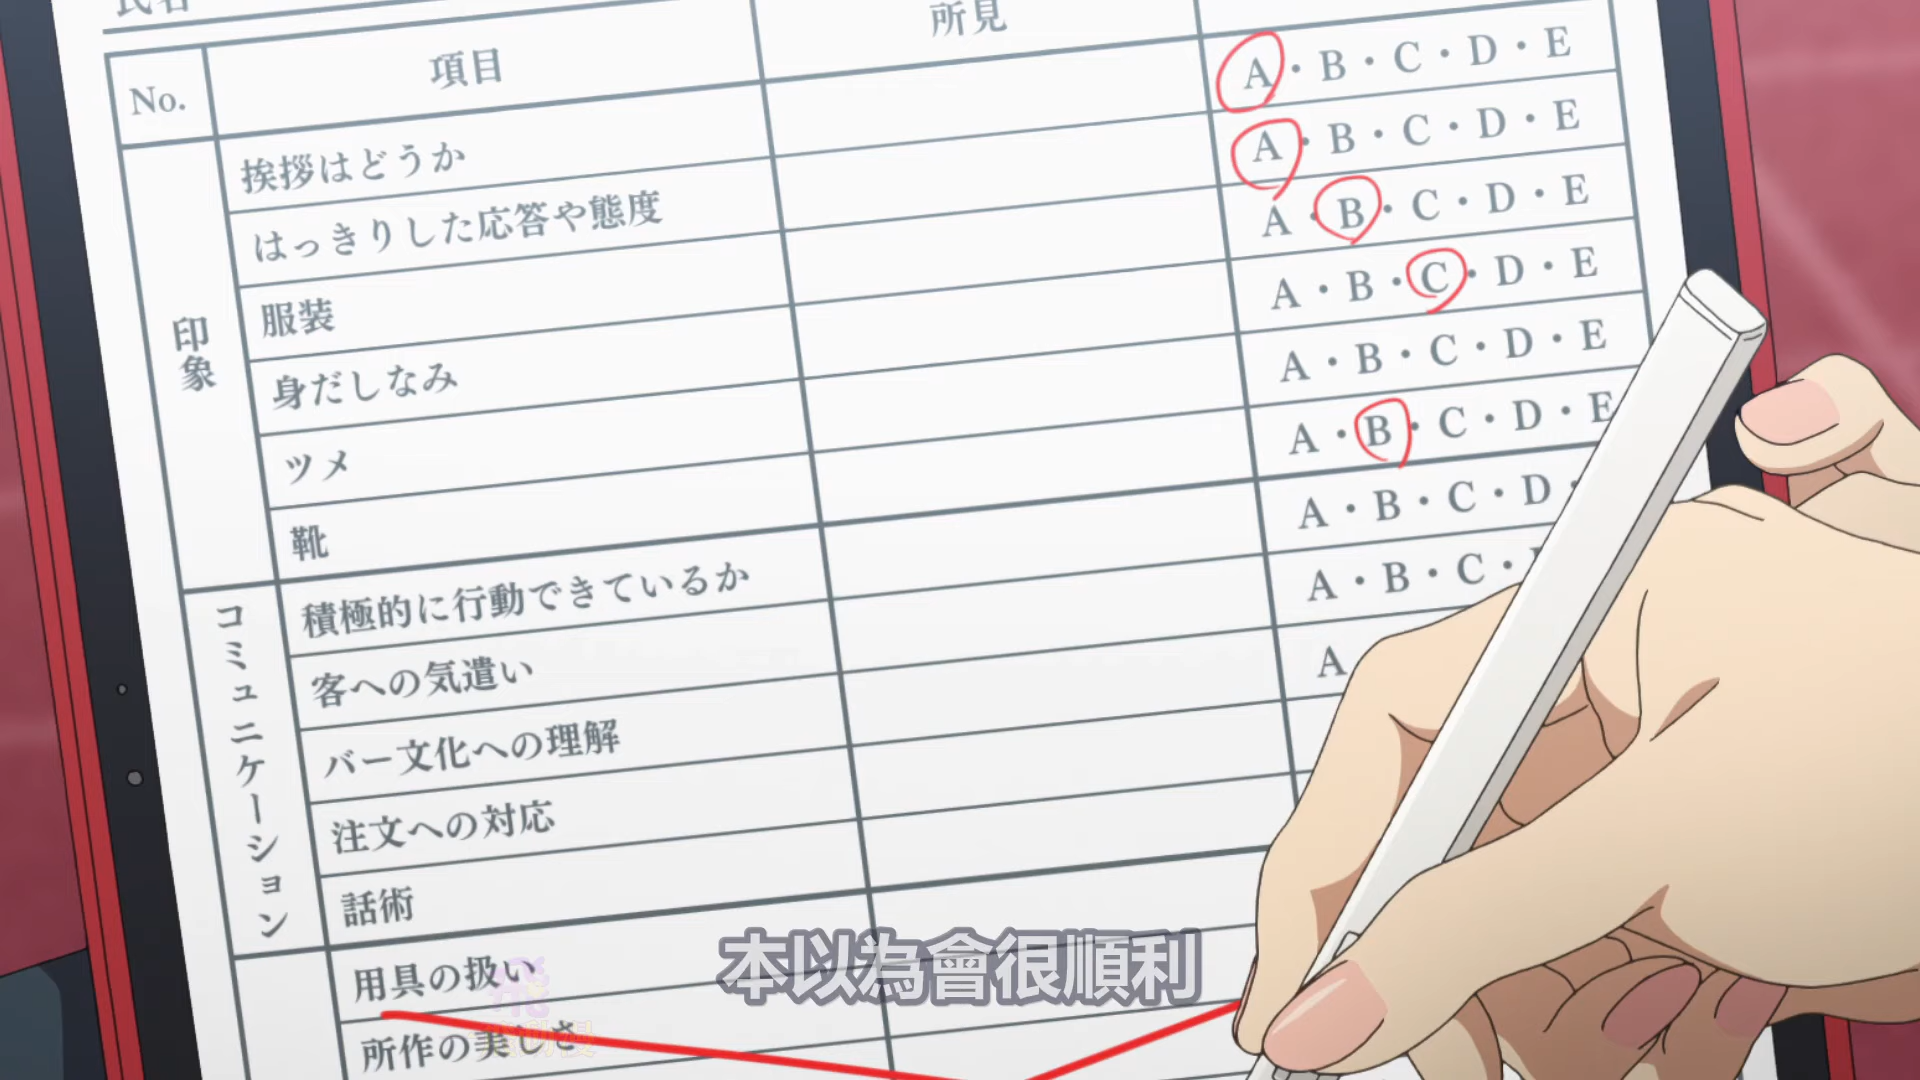 氏名
No. 項目 所見
印象
挨拶はどうか A・B・C・D・E
はっきりした応答や態度 A・B・C・D・E
服装 A・B・C・D・E
身だしなみ A・B・C・D・E
ツメ A・B・C・D・E
靴 A・B・C・D・E
コミュニケーション
積極的に行動できているか A・B・C・D・
客への気遣い A・B・C・
バー文化への理解 A
注文への対応
話術
用具の扱い
所作の美しさ
本以為會很順利